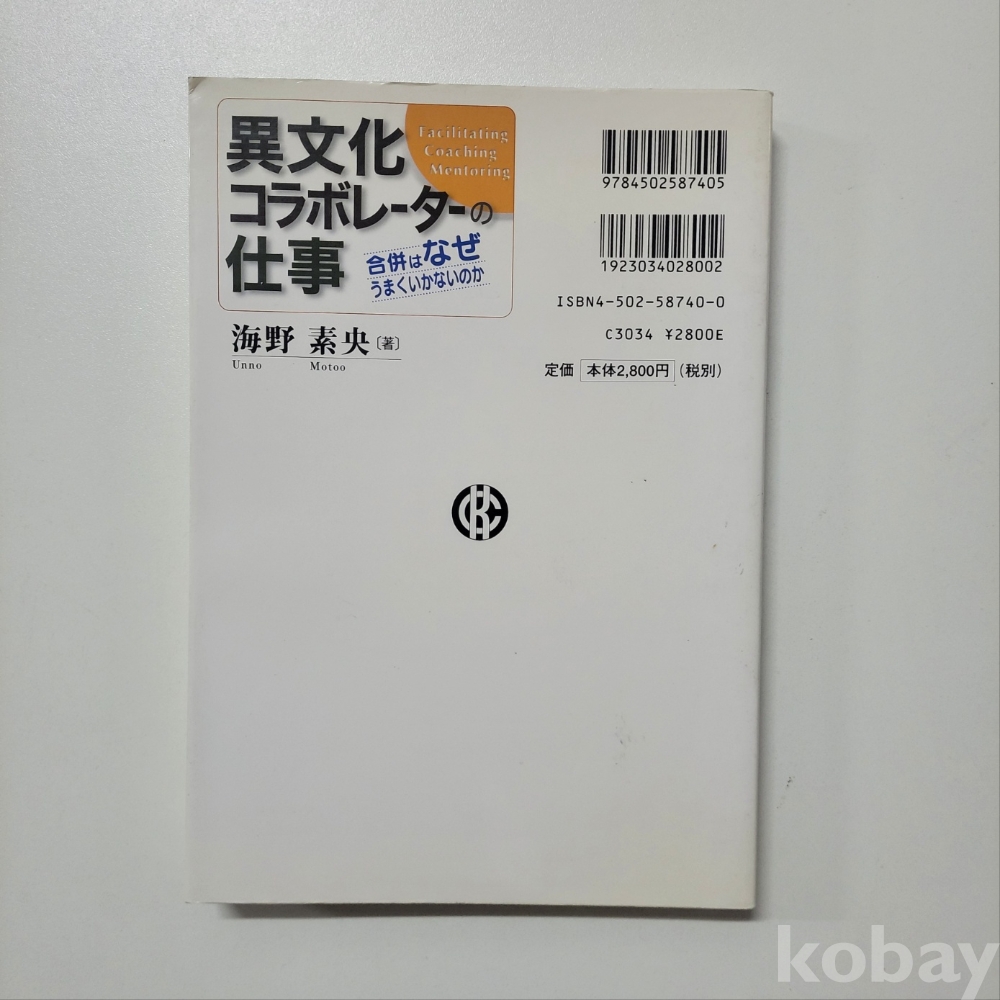 異文化
コラボレーターの
仕事
Facilitating
Coaching
Mentoring
合併はなぜ
うまくいかないのか
海野 素央〔著〕
Unno Motoo
9784502587405
1923034028002
ISBN4-502-58740-0
C3034 ¥2800E
定価 本体2,800円 (税別)
kobay